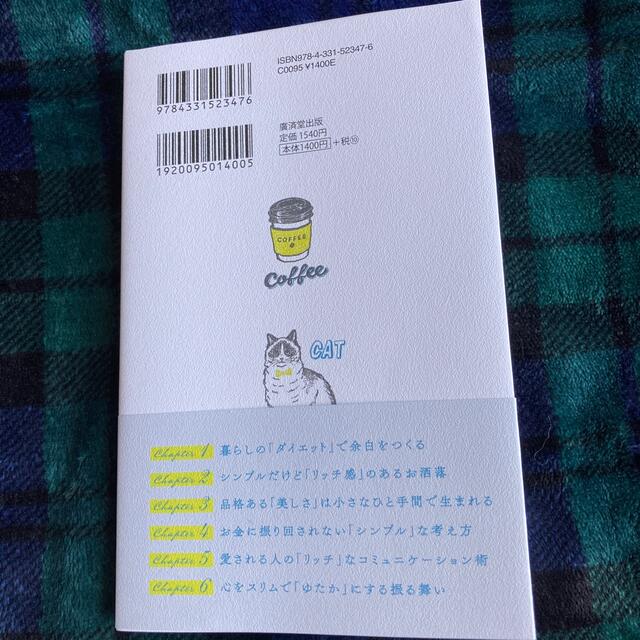 ISBN978-4-331-52347-6
C0095 ¥1400E
9784331523476
廣済堂出版
定価 1540円
本体1400円 +税⑩
1920095014005
COFFEE
Coffee
CAT
Chapter 1 暮らしの「ダイエット」で余白をつくる
Chapter 2 シンプルだけど「リッチ感」のあるお洒落
Chapter 3 品格ある「美しさ」は小さなひと手間で生まれる
Chapter 4 お金に振り回されない「シンプル」な考え方
Chapter 5 愛される人の「リッチ」なコミュニケーション術
Chapter 6 心をスリムで「ゆたか」にする振る舞い